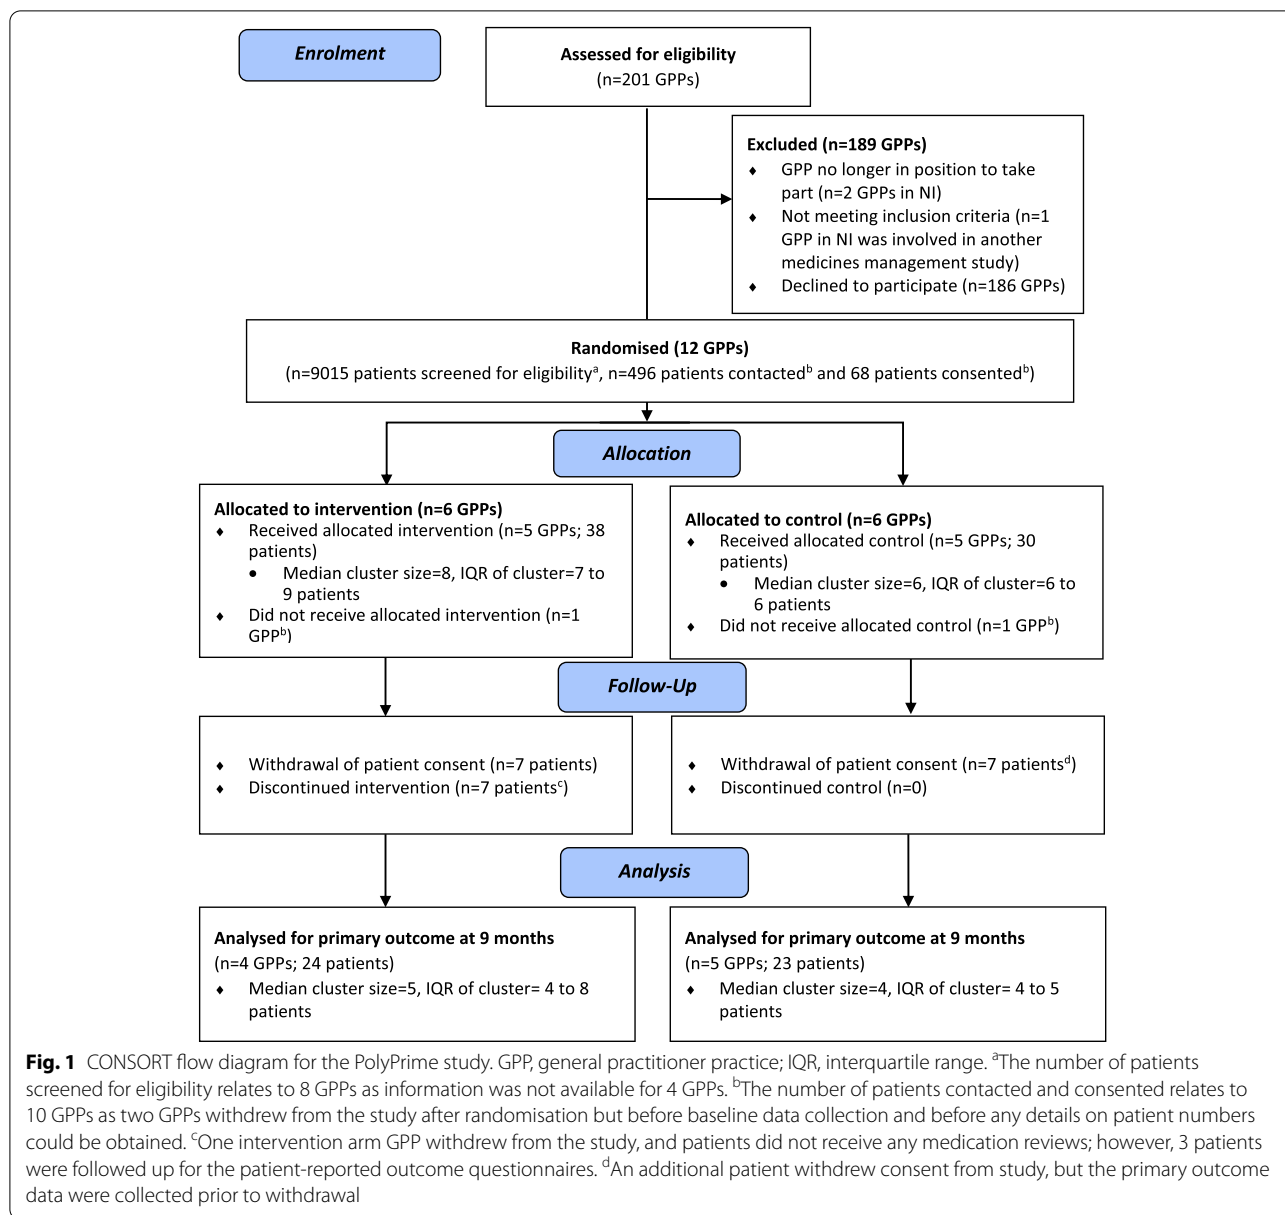 Enrolment
Assessed for eligibility
(n=201 GPPs)
Excluded (n=189 GPPs)
♦ GPP no longer in position to take
part (n=2 GPPs in NI)
♦ Not meeting inclusion criteria (n=1
GPP in NI was involved in another
medicines management study)
♦ Declined to participate (n=186 GPPs)
Randomised (12 GPPs)
(n=9015 patients screened for eligibilityᵃ, n=496 patients contactedᵇ and 68 patients consentedᵇ)
Allocation
Allocated to intervention (n=6 GPPs)
♦ Received allocated intervention (n=5 GPPs; 38
patients)
• Median cluster size=8, IQR of cluster=7 to
9 patients
♦ Did not receive allocated intervention (n=1
GPPᵇ)
Allocated to control (n=6 GPPs)
♦ Received allocated control (n=5 GPPs; 30
patients)
• Median cluster size=6, IQR of cluster=6 to
6 patients
♦ Did not receive allocated control (n=1 GPPᵇ)
Follow-Up
♦ Withdrawal of patient consent (n=7 patients)
♦ Discontinued intervention (n=7 patientsᶜ)
♦ Withdrawal of patient consent (n=7 patientsᵈ)
♦ Discontinued control (n=0)
Analysis
Analysed for primary outcome at 9 months
(n=4 GPPs; 24 patients)
♦ Median cluster size=5, IQR of cluster= 4 to 8
patients
Analysed for primary outcome at 9 months
(n=5 GPPs; 23 patients)
♦ Median cluster size=4, IQR of cluster= 4 to 5
patients
Fig. 1 CONSORT flow diagram for the PolyPrime study. GPP, general practitioner practice; IQR, interquartile range. ᵃThe number of patients
screened for eligibility relates to 8 GPPs as information was not available for 4 GPPs. ᵇThe number of patients contacted and consented relates to
10 GPPs as two GPPs withdrew from the study after randomisation but before baseline data collection and before any details on patient numbers
could be obtained. ᶜOne intervention arm GPP withdrew from the study, and patients did not receive any medication reviews; however, 3 patients
were followed up for the patient-reported outcome questionnaires. ᵈAn additional patient withdrew consent from study, but the primary outcome
data were collected prior to withdrawal